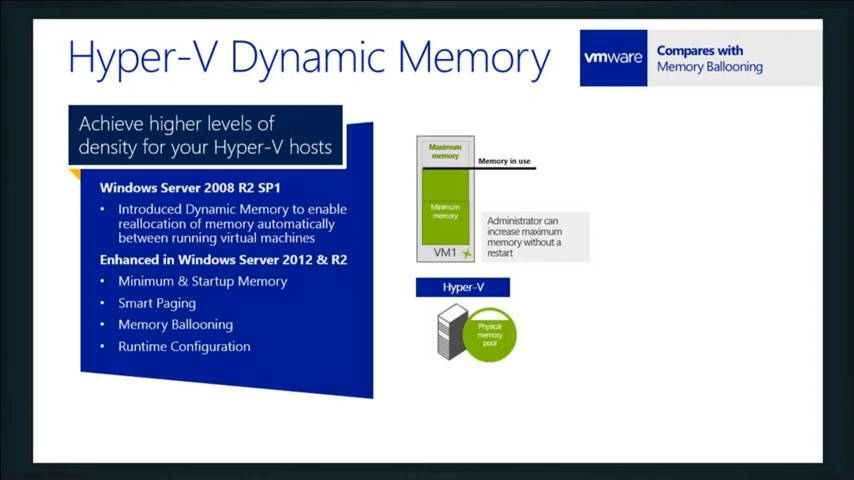 Hyper-V Dynamic Memory
vmware
Compares with
Memory Ballooning
Achieve higher levels of
density for your Hyper-V hosts
Windows Server 2008 R2 SP1
• Introduced Dynamic Memory to enable
reallocation of memory automatically
between running virtual machines
Enhanced in Windows Server 2012 & R2
• Minimum & Startup Memory
• Smart Paging
• Memory Ballooning
• Runtime Configuration
Maximum
memory
Memory in use
Minimum
memory
VM1
Administrator can
increase maximum
memory without a
restart
Hyper-V
Physical
memory
pool